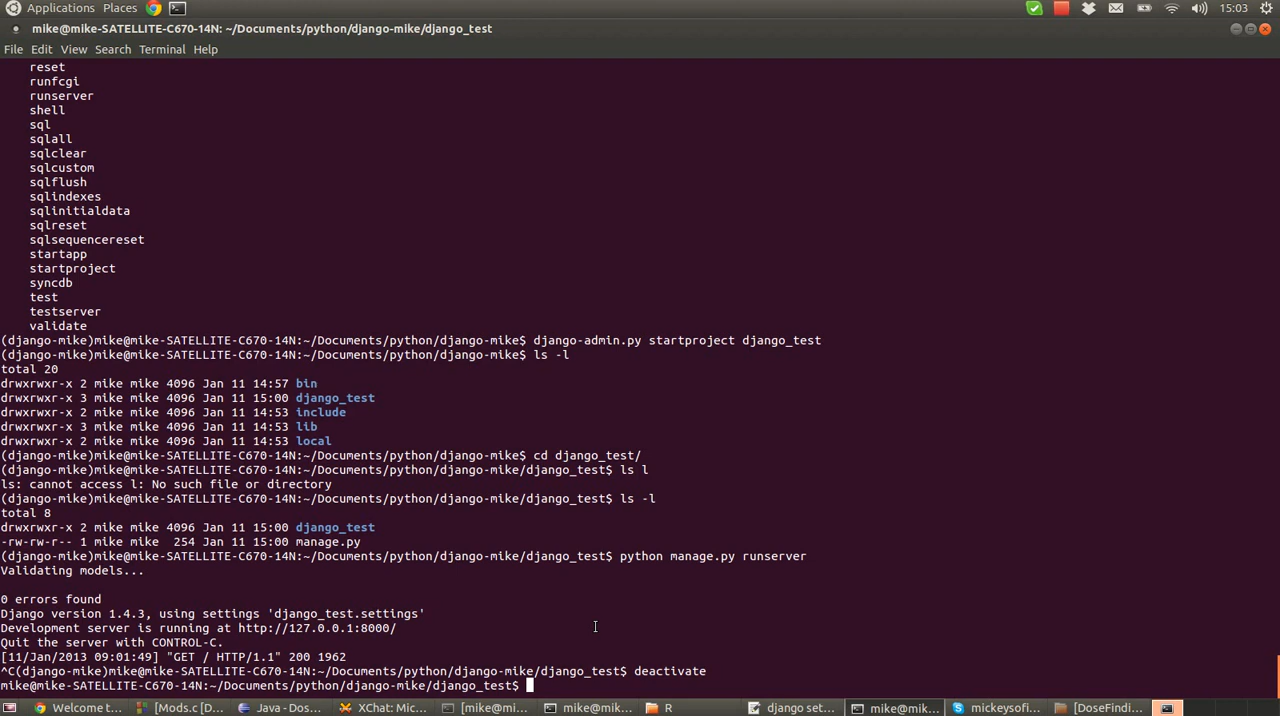 Applications Places 15:03
mike@mike-SATELLITE-C670-14N: ~/Documents/python/django-mike/django_test
File Edit View Search Terminal Help
reset
runfcgi
runserver
shell
sql
sqlall
sqlclear
sqlcustom
sqlflush
sqlindexes
sqlinitialdata
sqlreset
sqlsequencereset
startapp
startproject
syncdb
test
testserver
validate
(django-mike)mike@mike-SATELLITE-C670-14N:~/Documents/python/django-mike$ django-admin.py startproject django_test
(django-mike)mike@mike-SATELLITE-C670-14N:~/Documents/python/django-mike$ ls -l
total 20
drwxrwxr-x 2 mike mike 4096 Jan 11 14:57 bin
drwxrwxr-x 3 mike mike 4096 Jan 11 15:00 django_test
drwxrwxr-x 2 mike mike 4096 Jan 11 14:53 include
drwxrwxr-x 3 mike mike 4096 Jan 11 14:53 lib
drwxrwxr-x 2 mike mike 4096 Jan 11 14:53 local
(django-mike)mike@mike-SATELLITE-C670-14N:~/Documents/python/django-mike$ cd django_test/
(django-mike)mike@mike-SATELLITE-C670-14N:~/Documents/python/django-mike/django_test$ ls l
ls: cannot access l: No such file or directory
(django-mike)mike@mike-SATELLITE-C670-14N:~/Documents/python/django-mike/django_test$ ls -l
total 8
drwxrwxr-x 2 mike mike 4096 Jan 11 15:00 django_test
-rw-rw-r-- 1 mike mike  254 Jan 11 15:00 manage.py
(django-mike)mike@mike-SATELLITE-C670-14N:~/Documents/python/django-mike/django_test$ python manage.py runserver
Validating models...
0 errors found
Django version 1.4.3, using settings 'django_test.settings'
Development server is running at http://127.0.0.1:8000/
Quit the server with CONTROL-C.
[11/Jan/2013 09:01:49] "GET / HTTP/1.1" 200 1962
^C(django-mike)mike@mike-SATELLITE-C670-14N:~/Documents/python/django-mike/django_test$ deactivate
mike@mike-SATELLITE-C670-14N:~/Documents/python/django-mike/django_test$
Welcome t... [Mods.c [D... Java - Dos... XChat: Mic... [mike@mi... mike@mik... R django set... mike@mik... mickeysofi... [DoseFindi...